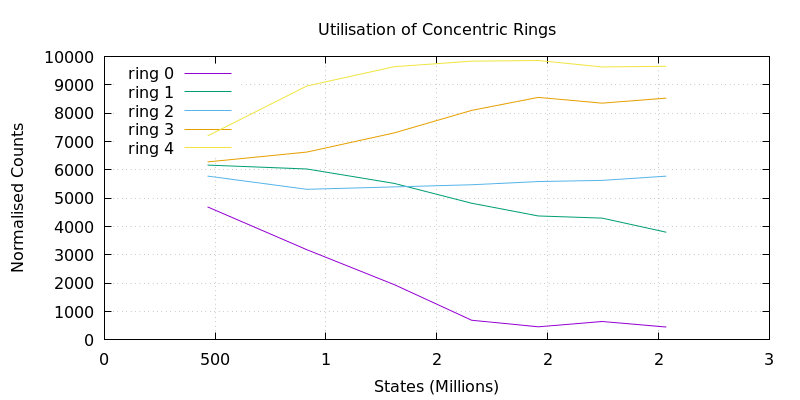 Utilisation of Concentric Rings
10000
9000
8000
7000
6000
5000
4000
3000
2000
1000
0
ring 0
ring 1
ring 2
ring 3
ring 4
Normalised Counts
0 500 1 2 2 2 3
States (Millions)